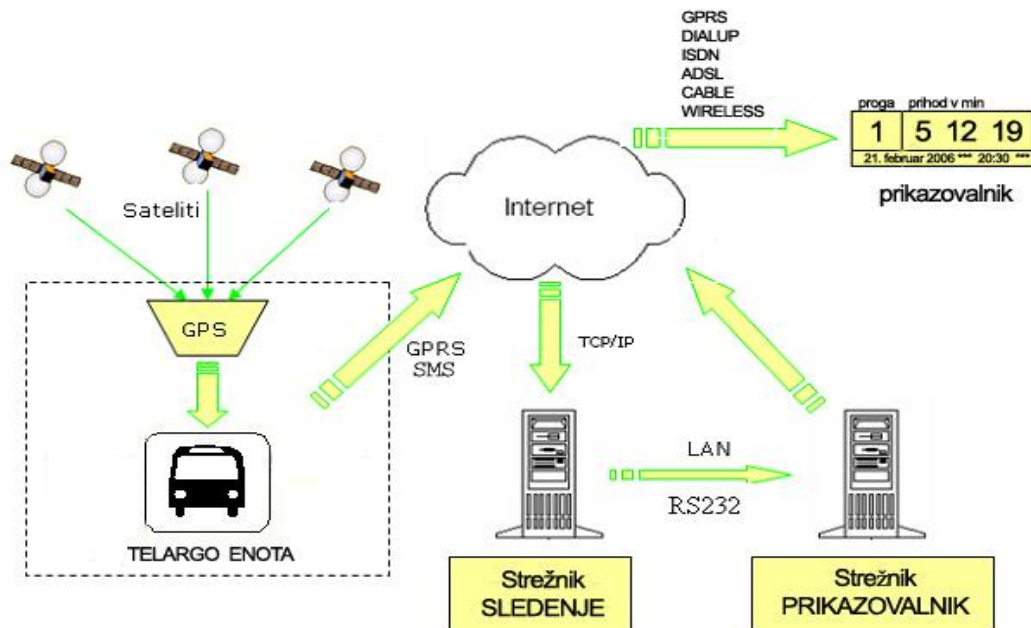 GPRS
DIALUP
ISDN
ADSL
CABLE
WIRELESS
proga prihod v min
1 5 12 19
21. februar 2006 *** 20:30 ***
prikazovalnik
Sateliti
Internet
GPS
GPRS
SMS
TCP/IP
TELARGO ENOTA
LAN
RS232
Strežnik
SLEDENJE
Strežnik
PRIKAZOVALNIK